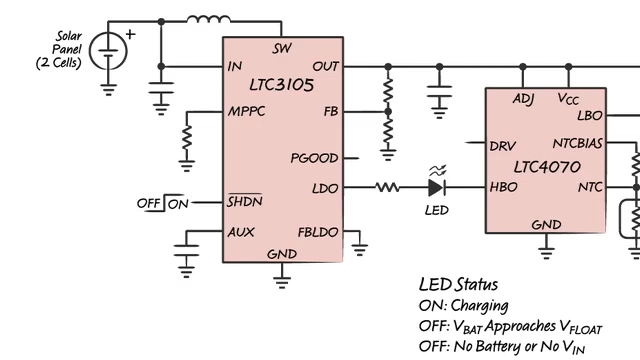 Solar
Panel
(2 Cells)
+
SW
IN
OUT
LTC3105
MPPC
FB
PGOOD
LDO
OFF ON
SHDN
AUX
FBLDO
GND
LED
ADJ
VCC
LBO
DRV
NTCBIAS
LTC4070
HBO
NTC
GND
LED Status
ON: Charging
OFF: VBAT Approaches VFLOAT
OFF: No Battery or No VIN